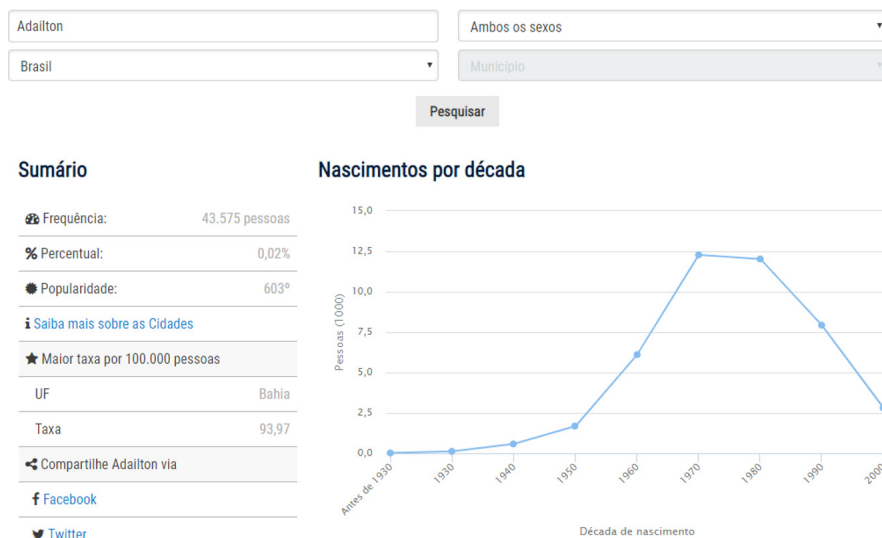 Adailton
Ambos os sexos
Brasil
Município
Pesquisar
Sumário
Frequência: 43.575 pessoas
Percentual: 0,02%
Popularidade: 603º
Saiba mais sobre as Cidades
Maior taxa por 100.000 pessoas
UF Bahia
Taxa 93,97
Compartilhe Adailton via
Facebook
Twitter
Nascimentos por década
Pessoas (1000)
15,0
12,5
10,0
7,5
5,0
2,5
0,0
Antes de 1930
1930
1940
1950
1960
1970
1980
1990
2000
Década de nascimento